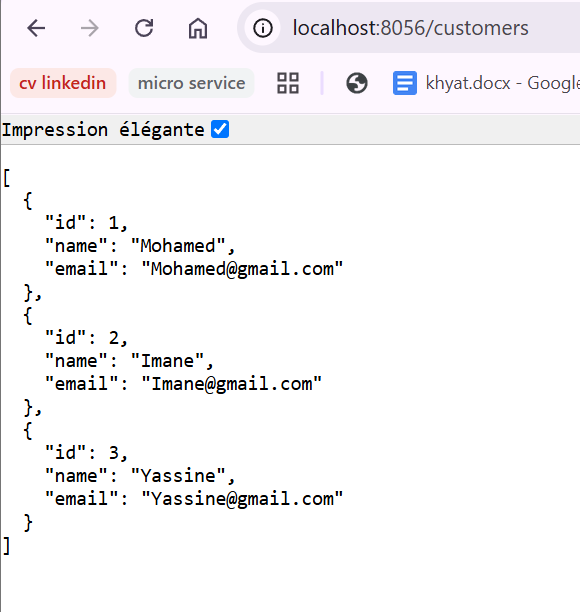 localhost:8056/customers
cv linkedin micro service khyat.docx - Google
Impression élégante
[
  {
    "id": 1,
    "name": "Mohamed",
    "email": "Mohamed@gmail.com"
  },
  {
    "id": 2,
    "name": "Imane",
    "email": "Imane@gmail.com"
  },
  {
    "id": 3,
    "name": "Yassine",
    "email": "Yassine@gmail.com"
  }
]